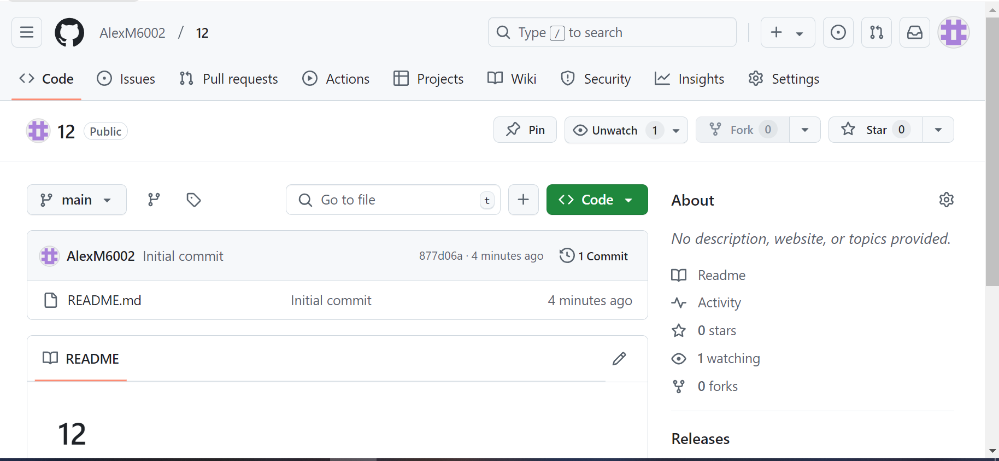 AlexM6002 / 12
Type / to search
Code Issues Pull requests Actions Projects Wiki Security Insights Settings
12 Public
Pin Unwatch 1 Fork 0 Star 0
main Go to file t Code
About
No description, website, or topics provided.
AlexM6002 Initial commit 877d06a · 4 minutes ago 1 Commit
README.md Initial commit 4 minutes ago
Readme
Activity
0 stars
1 watching
0 forks
README
12
Releases